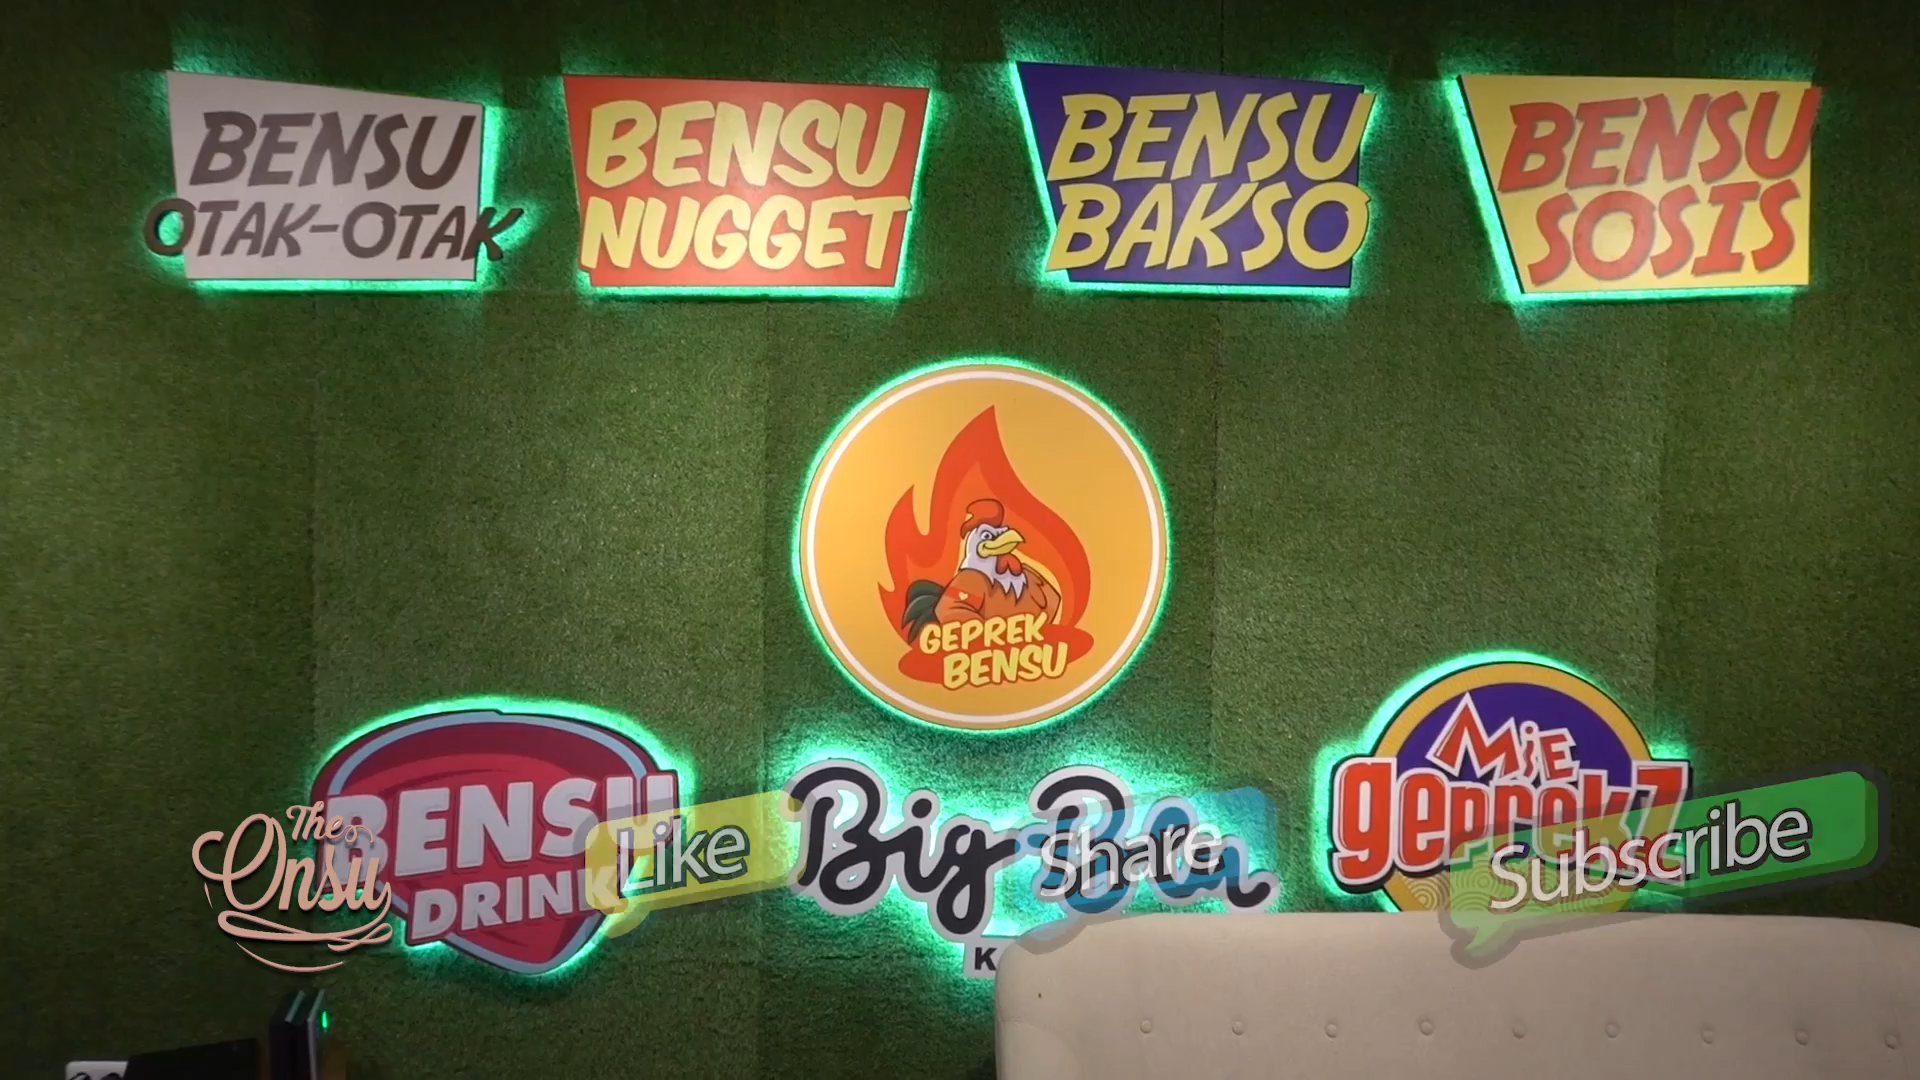 BENSU
OTAK-OTAK
BENSU
NUGGET
BENSU
BAKSO
BENSU
SOSIS
GEPREK
BENSU
The
Onsu
BENSU
DRINK
Like
Big
Share
MiE
geprekz
Subscribe